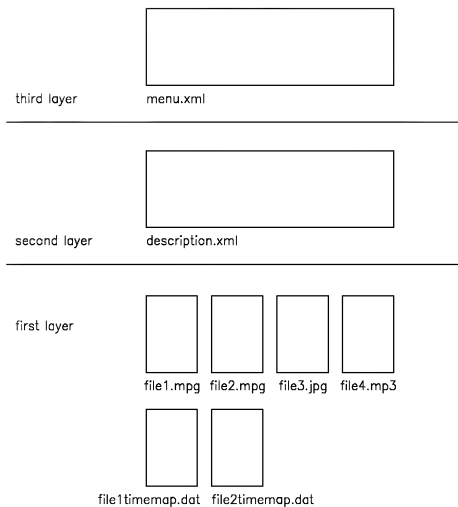 third layer
menu.xml
second layer
description.xml
first layer
file1.mpg file2.mpg file3.jpg file4.mp3
file1timemap.dat file2timemap.dat